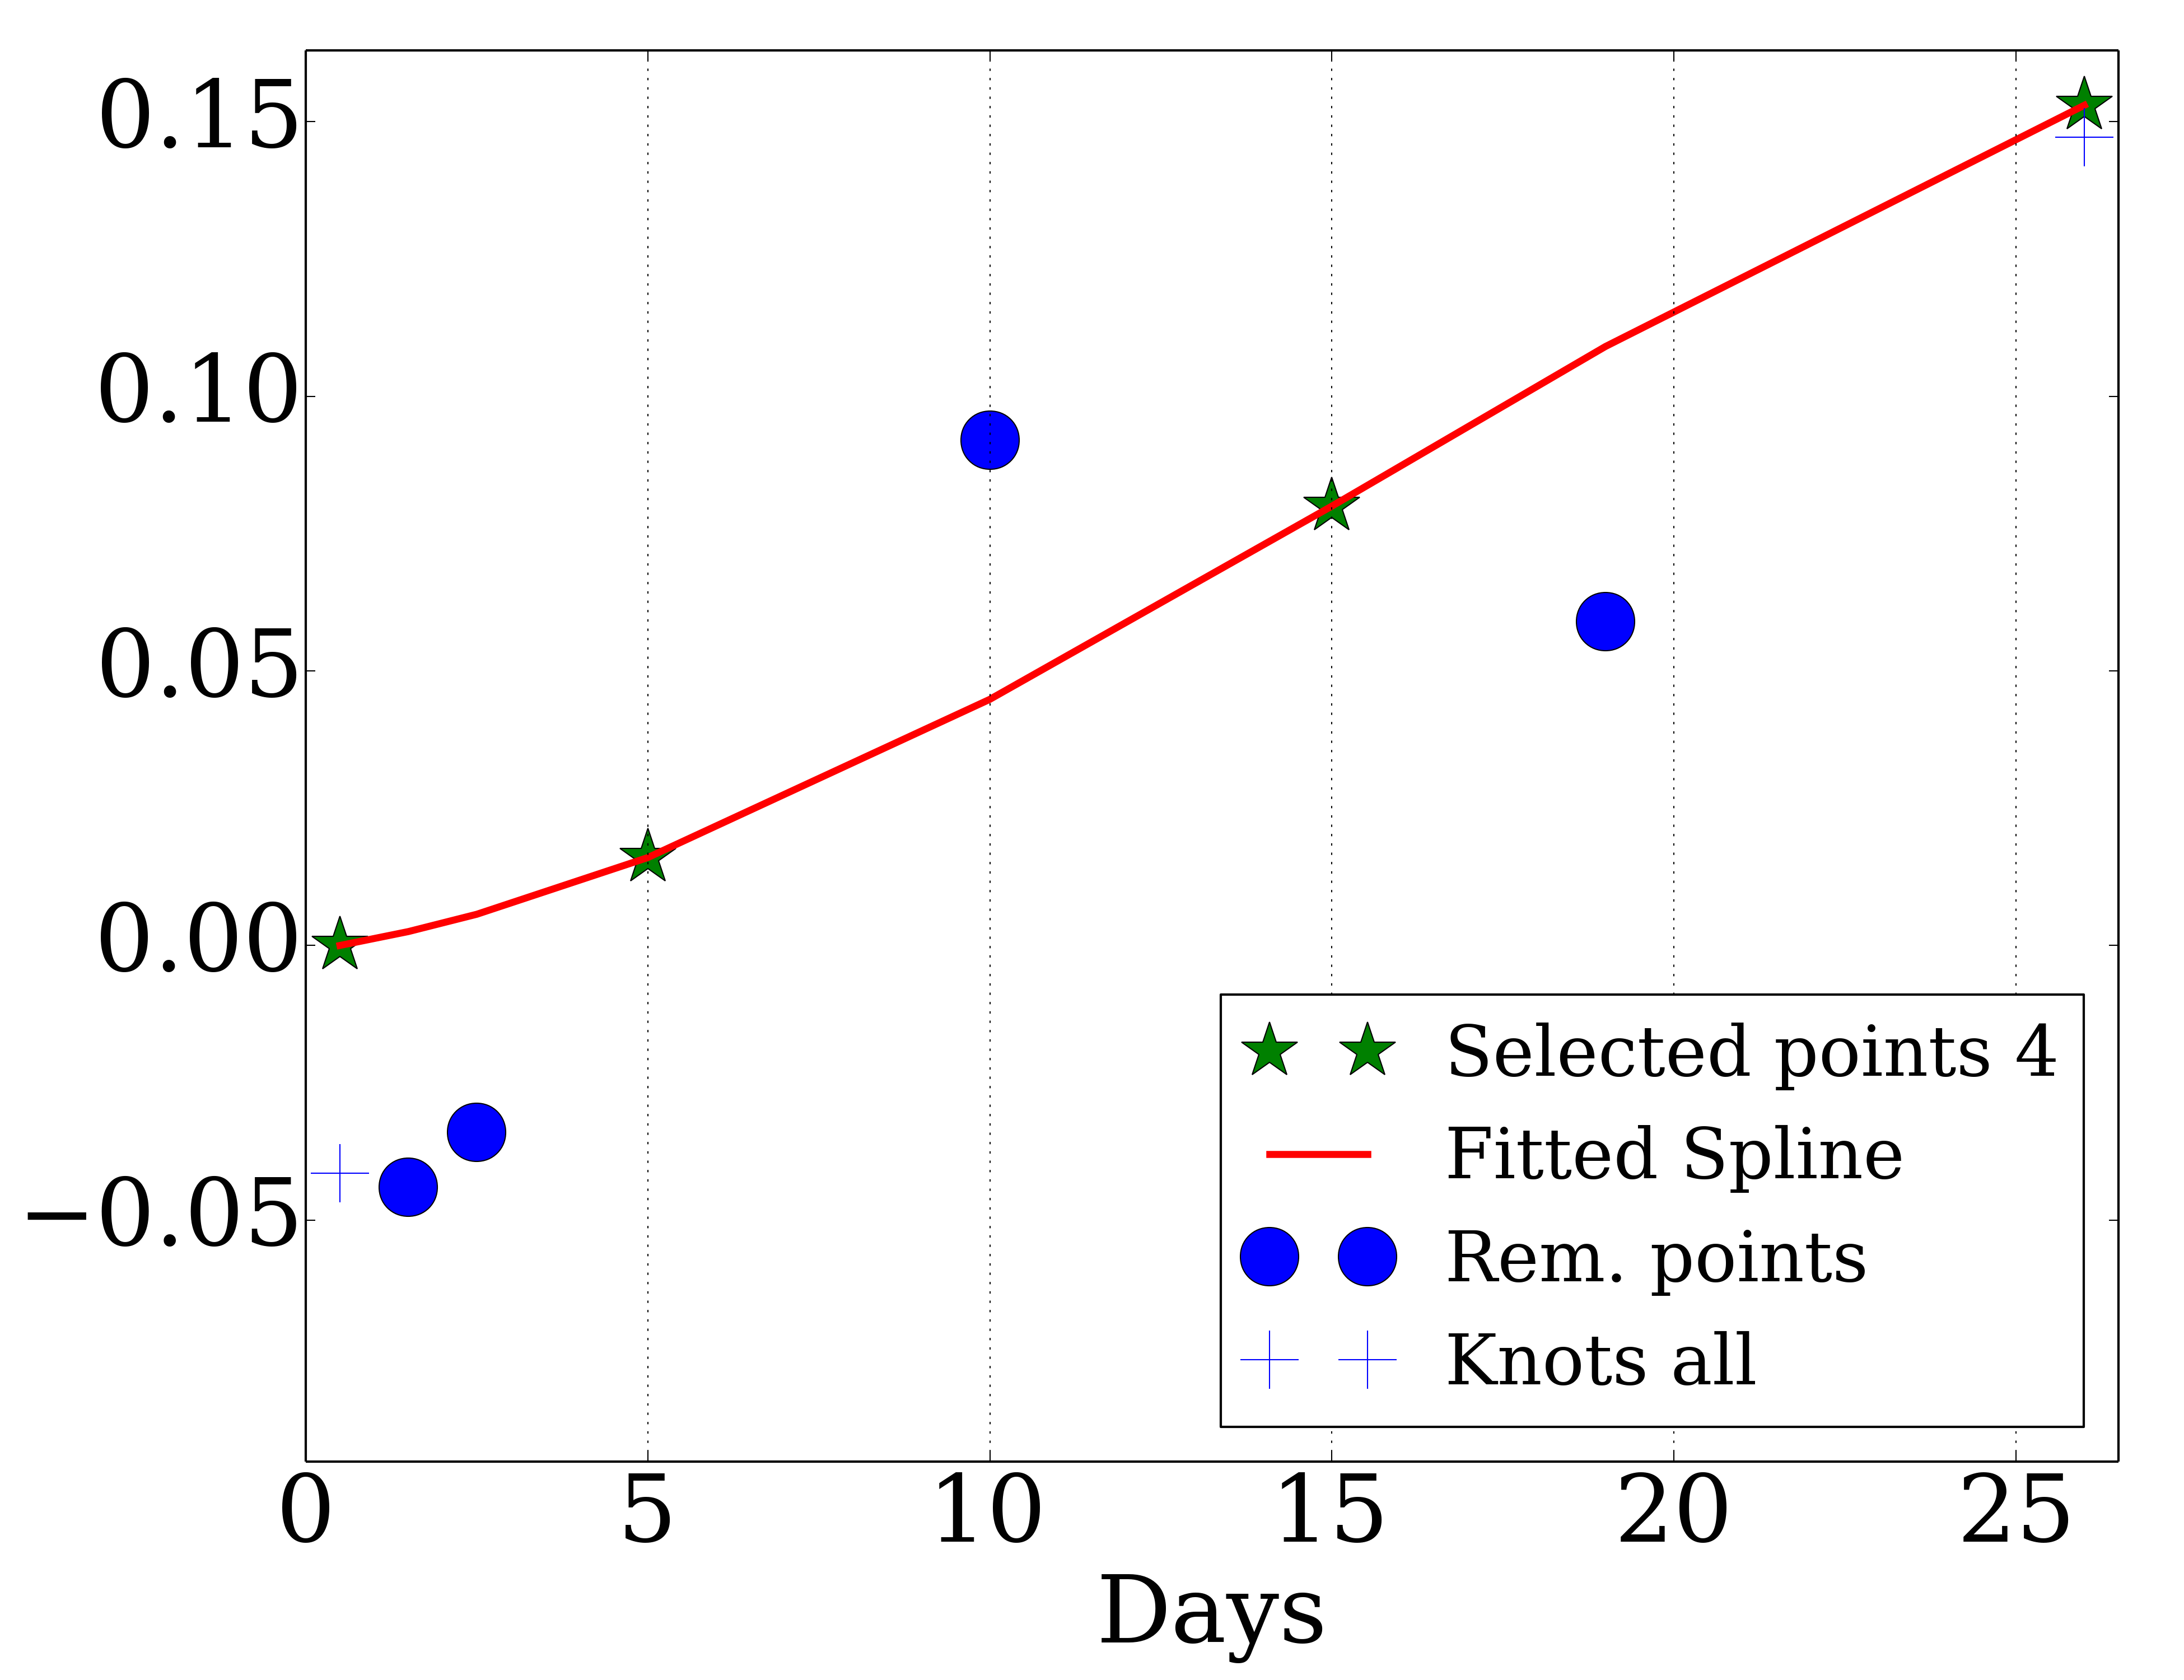 0.15
0.10
0.05
0.00
−0.05
Selected points 4
Fitted Spline
Rem. points
Knots all
0 5 10 15 20 25
Days